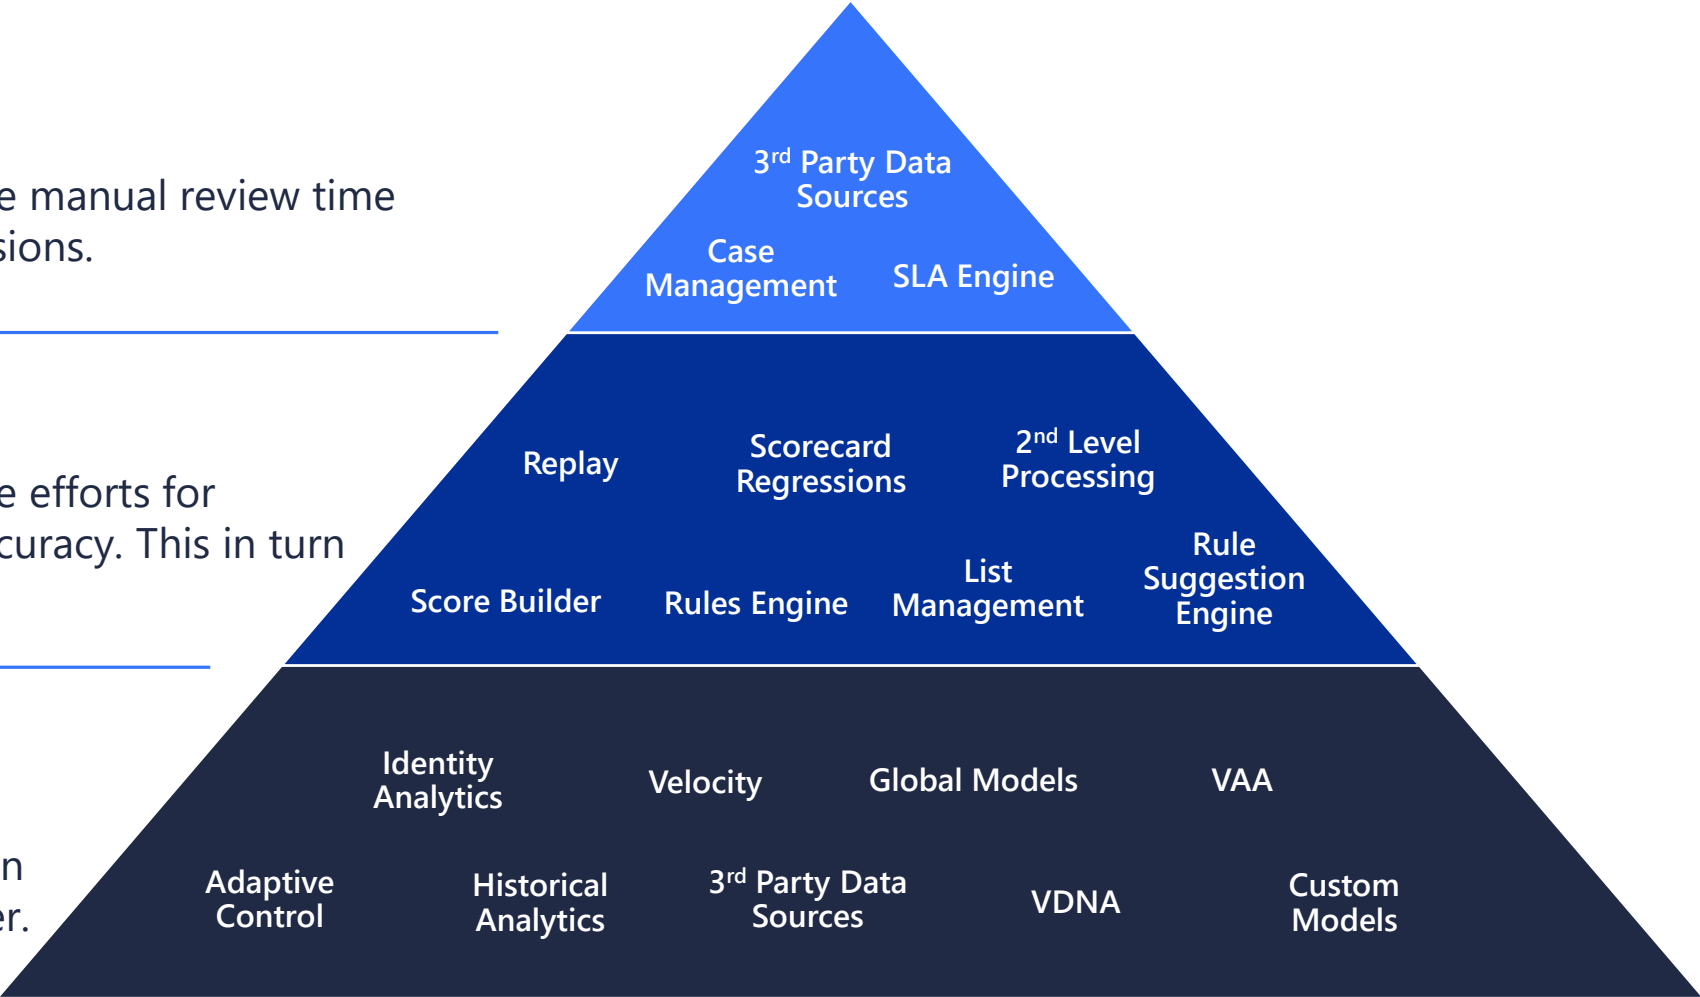 3rd Party Data
Sources
e manual review time
sions.
Case
Management
SLA Engine
Replay
Scorecard
Regressions
2nd Level
Processing
e efforts for
curacy. This in turn
Score Builder
Rules Engine
List
Management
Rule
Suggestion
Engine
Identity
Analytics
Velocity
Global Models
VAA
n
er.
Adaptive
Control
Historical
Analytics
3rd Party Data
Sources
VDNA
Custom
Models